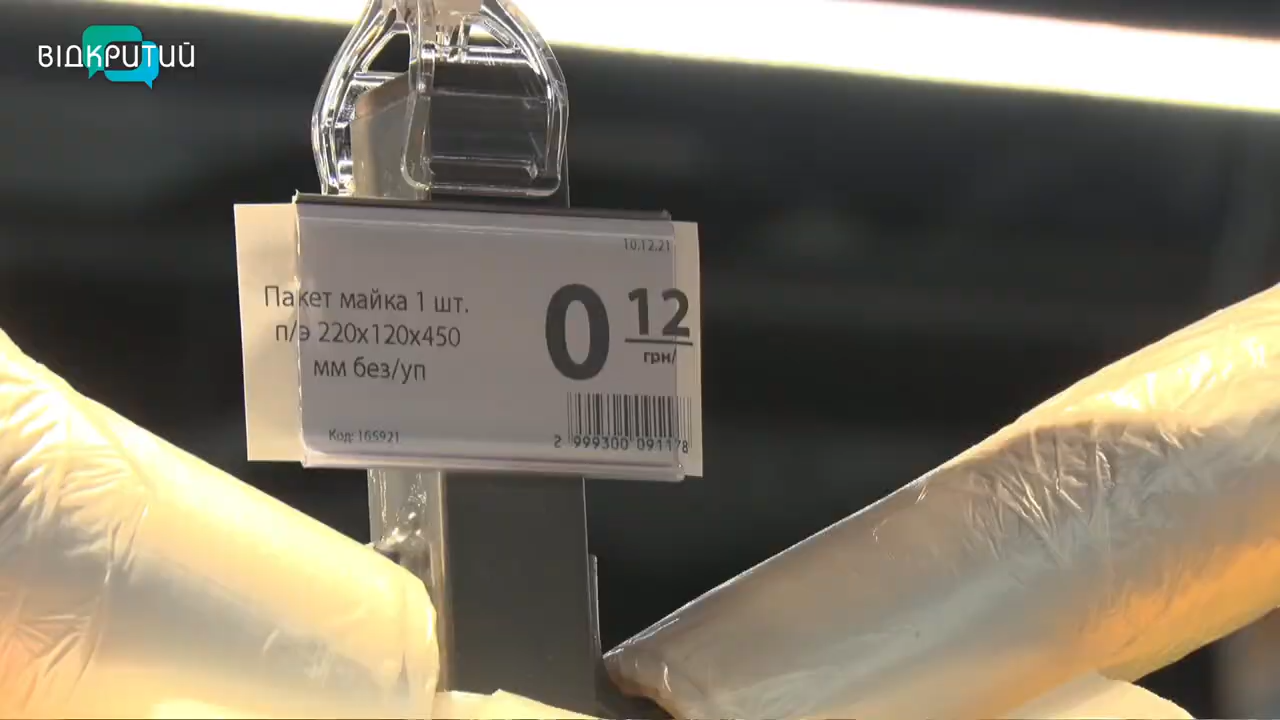 ВІДКРИТИЙ
10.12.21
Пакет майка 1 шт.
п/э 220x120x450
мм без/уп
0 12
грн/
Код: 165921
2 999300 091178